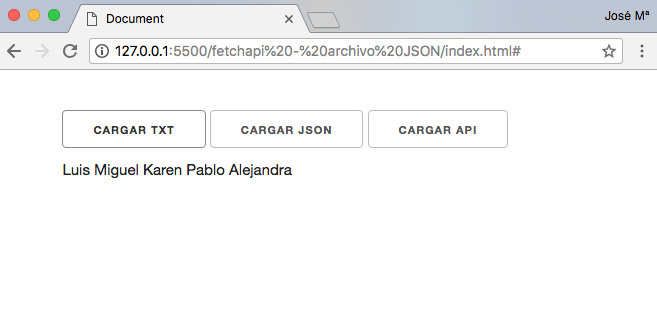 Document
José Mª
127.0.0.1:5500/fetchapi%20-%20archivo%20JSON/index.html#
CARGAR TXT CARGAR JSON CARGAR API
Luis Miguel Karen Pablo Alejandra